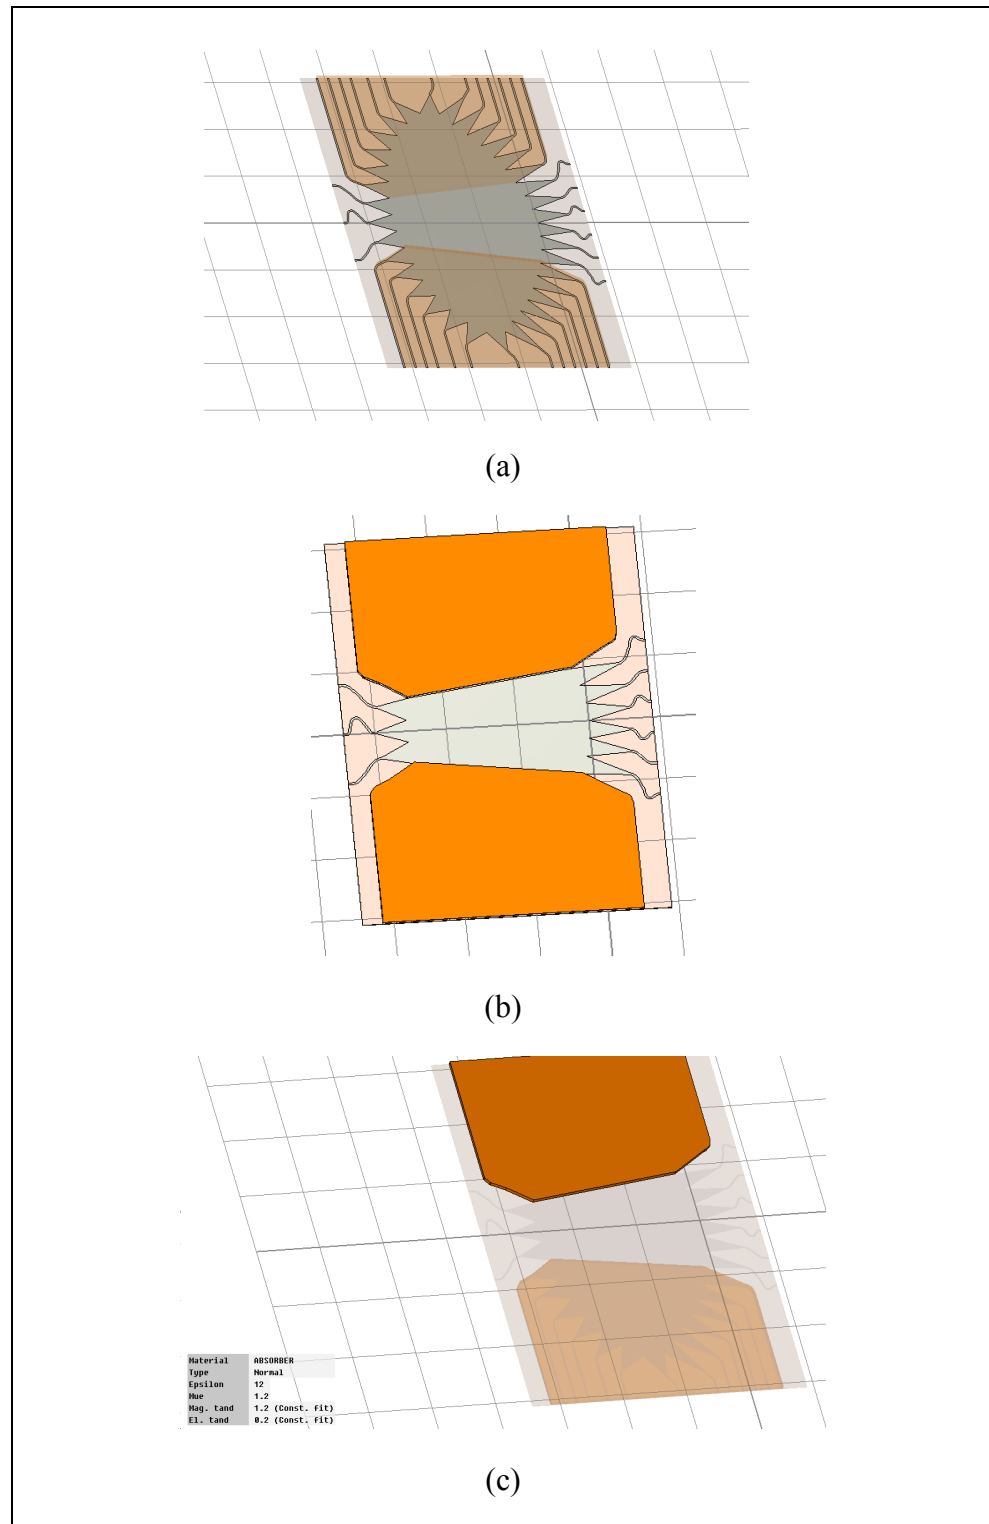 (a)
(b)
Material ABSORBER
Type Normal
Epsilon 12
Mue 1.2
Mag. tand 1.2 (Const. fit)
El. tand 0.2 (Const. fit)
(c)